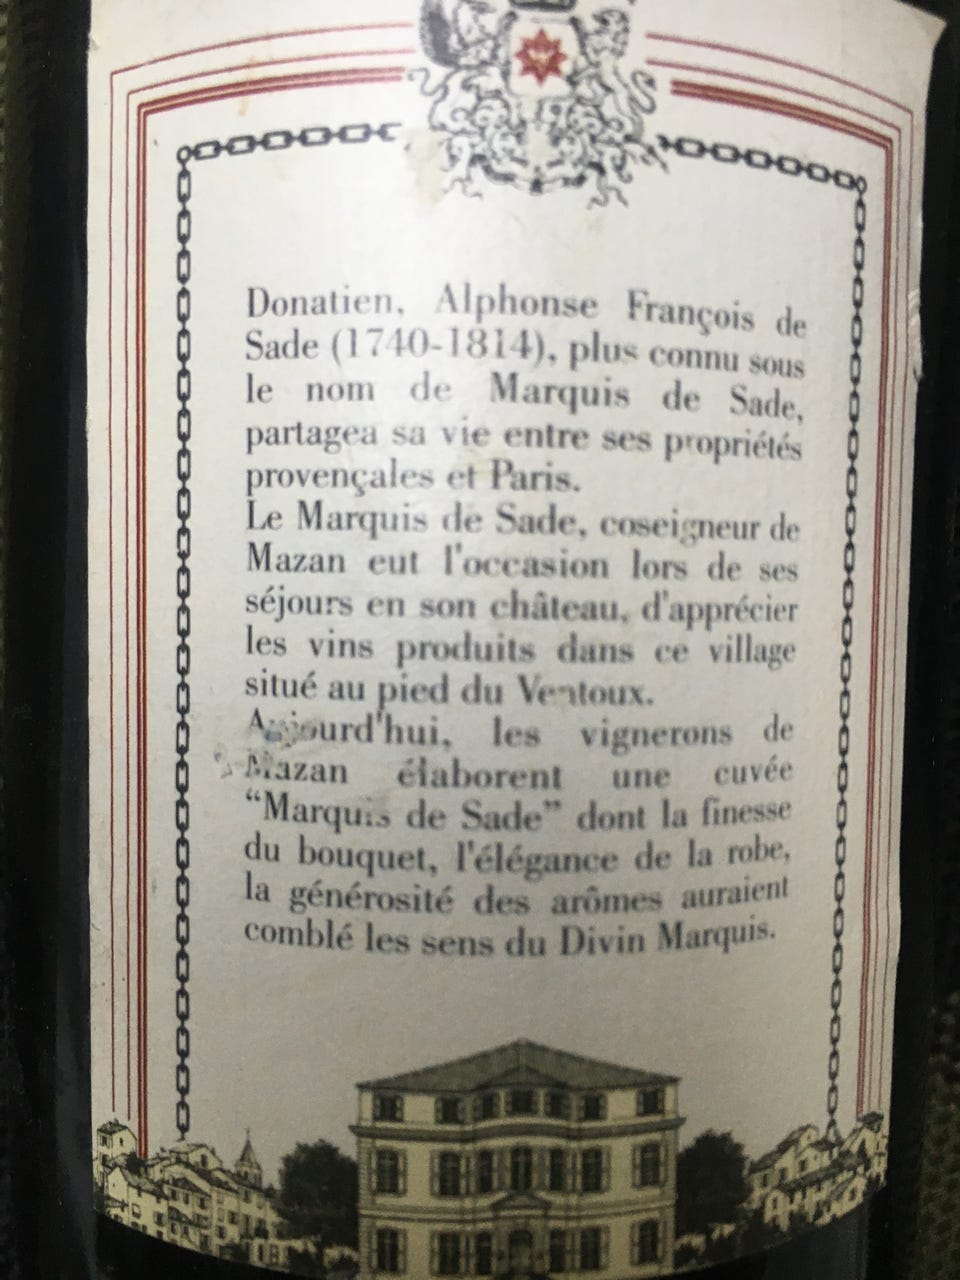 Donatien, Alphonse François de
Sade (1740-1814), plus connu sous
le nom de Marquis de Sade,
partagea sa vie entre ses propriétés
provençales et Paris.
Le Marquis de Sade, coseigneur de
Mazan eut l'occasion lors de ses
séjours en son château, d'apprécier
les vins produits dans ce village
situé au pied du Ventoux.
Aujourd'hui, les vignerons de
Mazan élaborent une cuvée
“Marquis de Sade” dont la finesse
du bouquet, l'élégance de la robe,
la générosité des arômes auraient
comblé les sens du Divin Marquis.